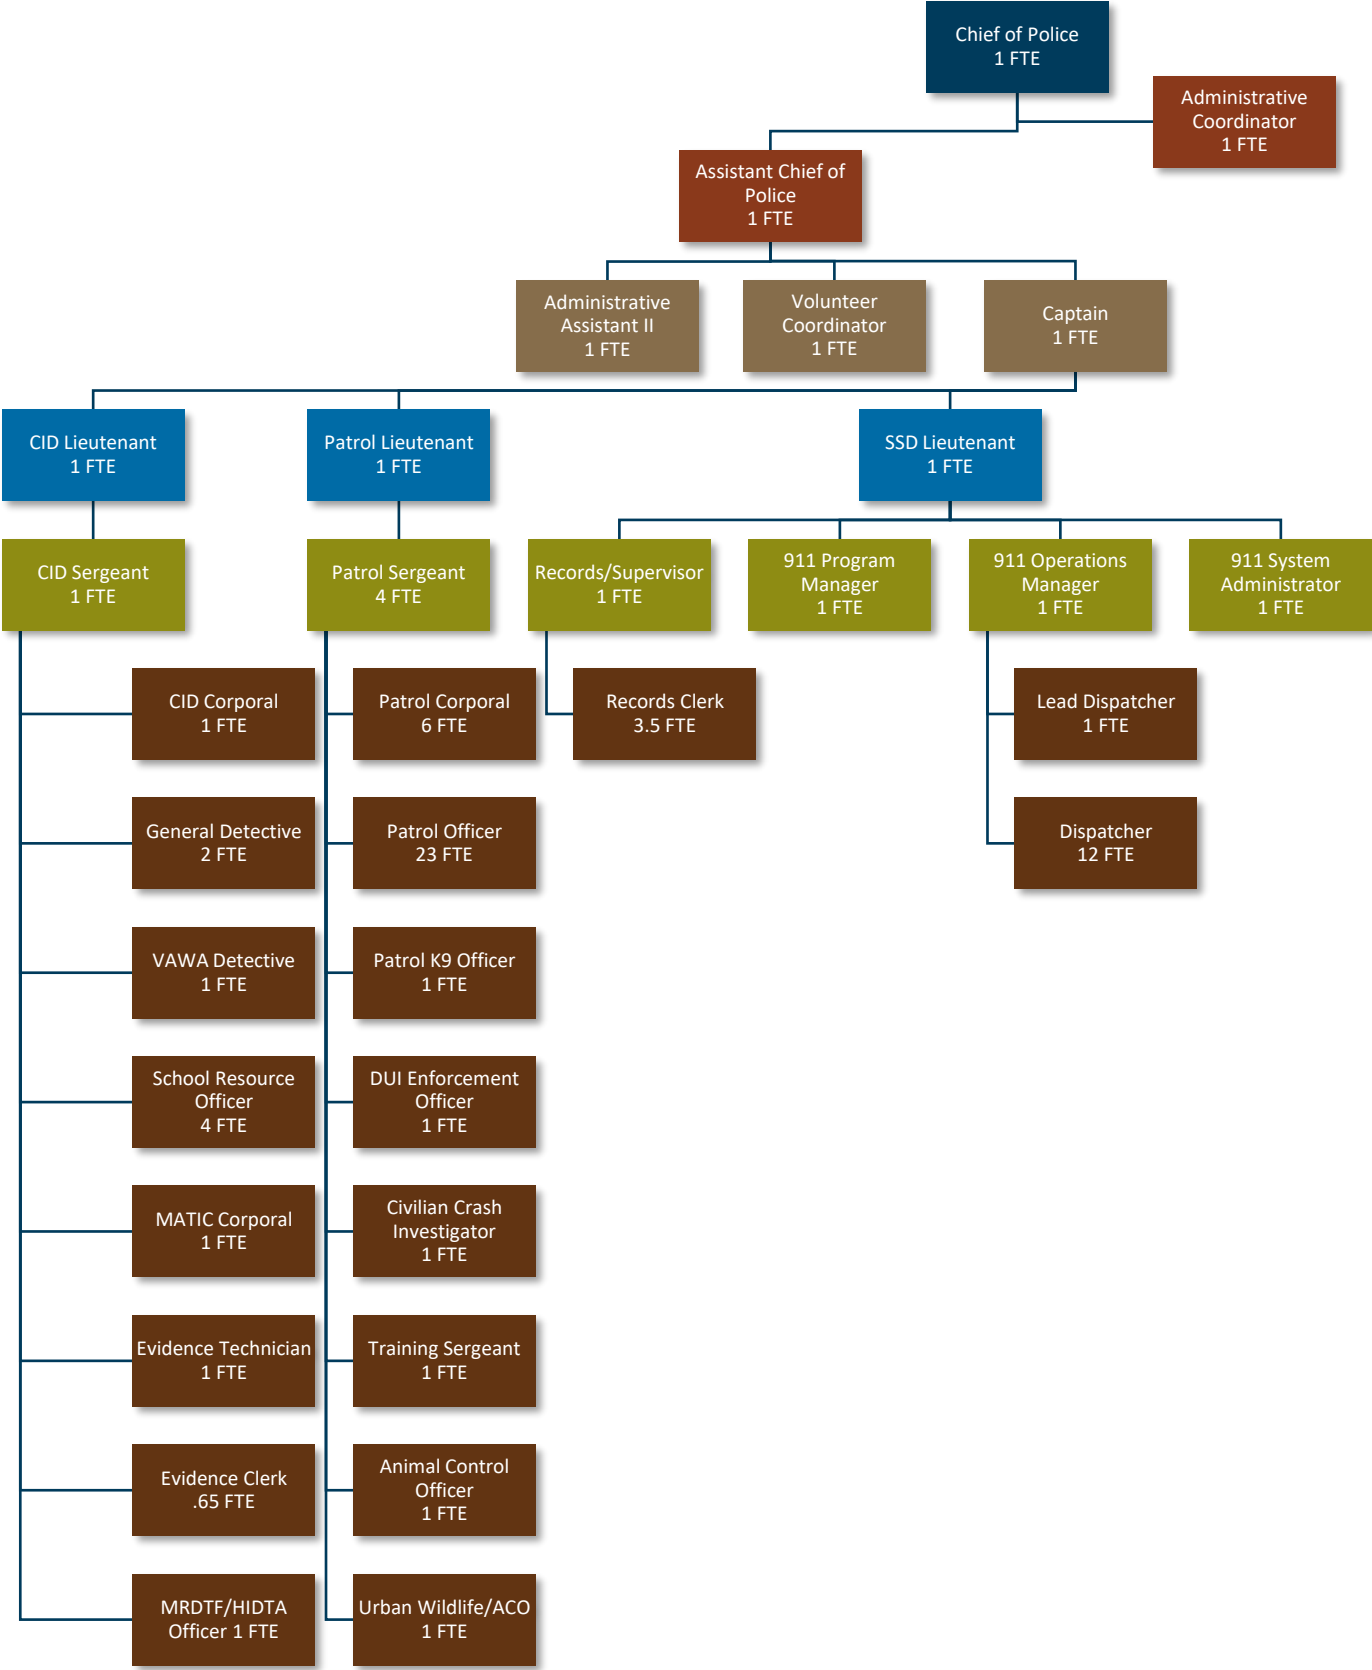 Chief of Police
1 FTE
Administrative
Coordinator
1 FTE
Assistant Chief of
Police
1 FTE
Administrative
Assistant II
1 FTE
Volunteer
Coordinator
1 FTE
Captain
1 FTE
CID Lieutenant
1 FTE
Patrol Lieutenant
1 FTE
SSD Lieutenant
1 FTE
CID Sergeant
1 FTE
Patrol Sergeant
4 FTE
Records/Supervisor
1 FTE
911 Program
Manager
1 FTE
911 Operations
Manager
1 FTE
911 System
Administrator
1 FTE
CID Corporal
1 FTE
Patrol Corporal
6 FTE
Records Clerk
3.5 FTE
Lead Dispatcher
1 FTE
General Detective
2 FTE
Patrol Officer
23 FTE
Dispatcher
12 FTE
VAWA Detective
1 FTE
Patrol K9 Officer
1 FTE
School Resource
Officer
4 FTE
DUI Enforcement
Officer
1 FTE
MATIC Corporal
1 FTE
Civilian Crash
Investigator
1 FTE
Evidence Technician
1 FTE
Training Sergeant
1 FTE
Evidence Clerk
.65 FTE
Animal Control
Officer
1 FTE
MRDTF/HIDTA
Officer 1 FTE
Urban Wildlife/ACO
1 FTE